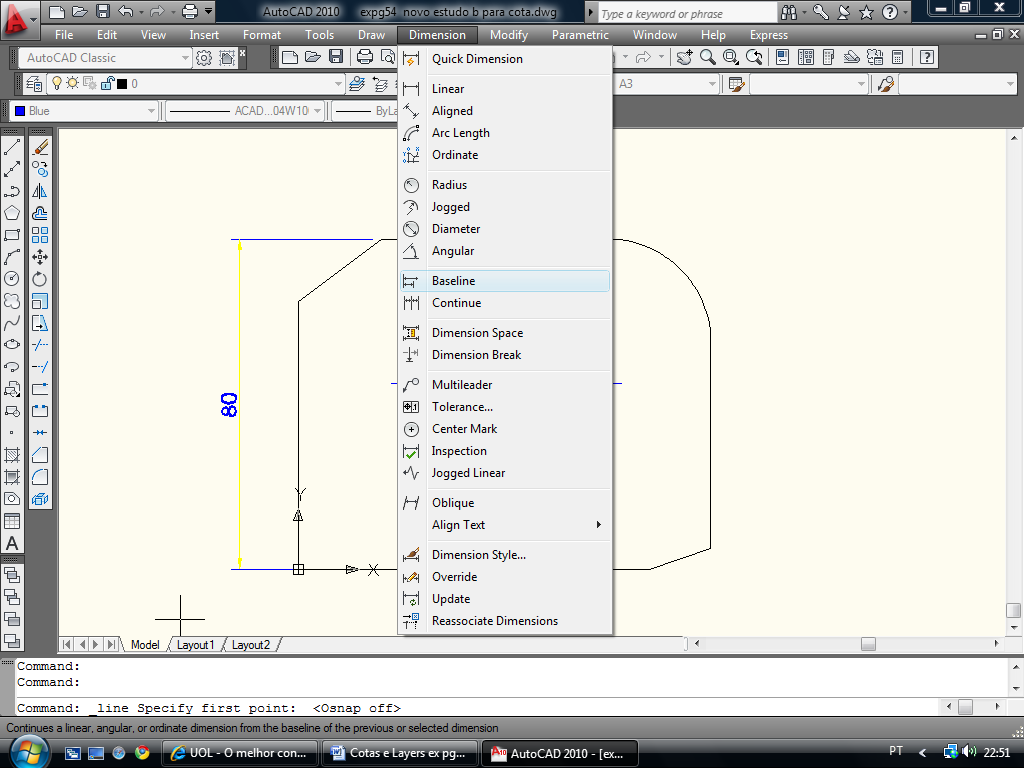 AutoCAD 2010 expg54_novo estudo b para cota.dwg
Type a keyword or phrase
File Edit View Insert Format Tools Draw Dimension Modify Parametric Window Help Express
AutoCAD Classic
0
A3
Blue
ACAD...04W10
ByLa
Quick Dimension
Linear
Aligned
Arc Length
Ordinate
Radius
Jogged
Diameter
Angular
Baseline
Continue
Dimension Space
Dimension Break
Multileader
Tolerance...
Center Mark
Inspection
Jogged Linear
Oblique
Align Text
Dimension Style...
Override
Update
Reassociate Dimensions
80
Y
X
A
Model Layout1 Layout2
Command:
Command:
Command: _line Specify first point: <Osnap off>
Continues a linear, angular, or ordinate dimension from the baseline of the previous or selected dimension
UOL - O melhor con... Cotas e Layers ex pg... AutoCAD 2010 - [ex... PT 22:51